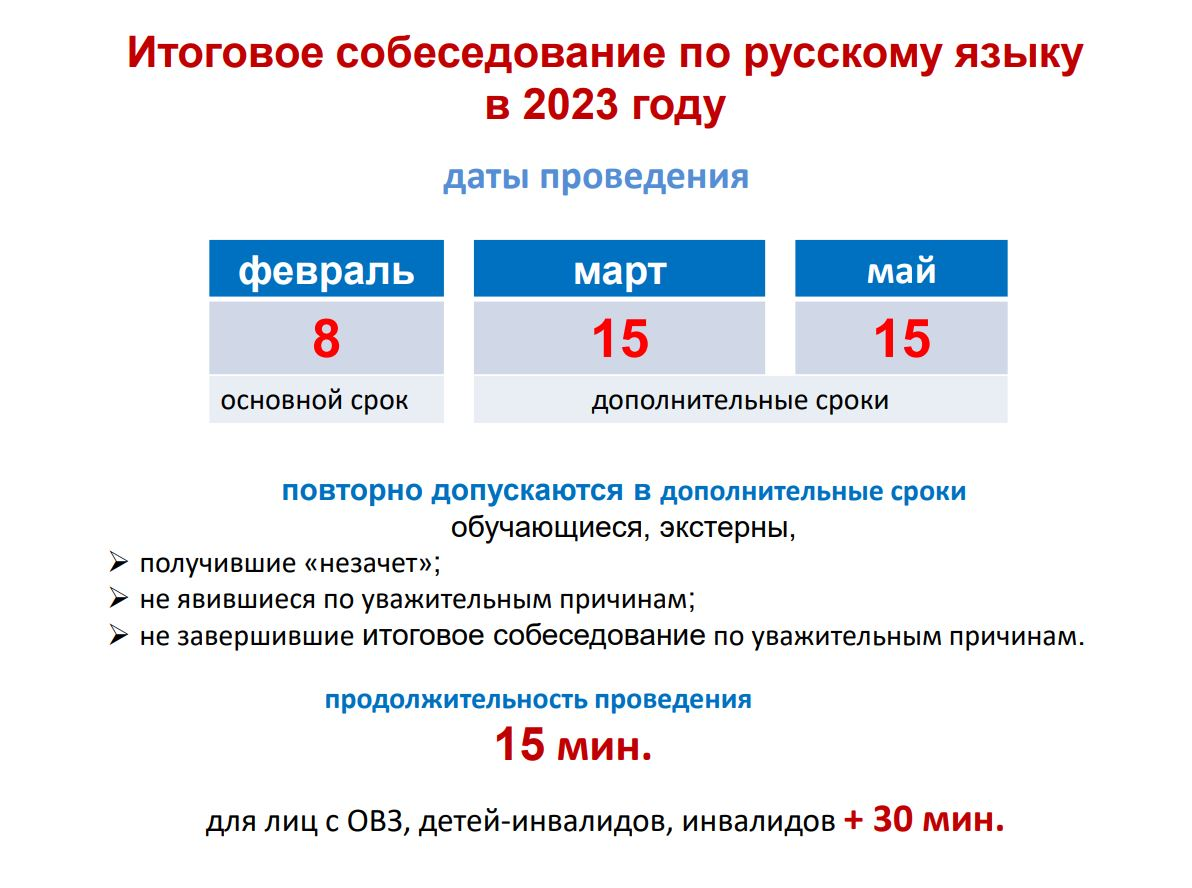 Итоговое собеседование по русскому языку
в 2023 году
даты проведения
февраль март май
8 15 15
основной срок дополнительные сроки
повторно допускаются в дополнительные сроки
обучающиеся, экстерны,
➢ получившие «незачет»;
➢ не явившиеся по уважительным причинам;
➢ не завершившие итоговое собеседование по уважительным причинам.
продолжительность проведения
15 мин.
для лиц с ОВЗ, детей-инвалидов, инвалидов + 30 мин.